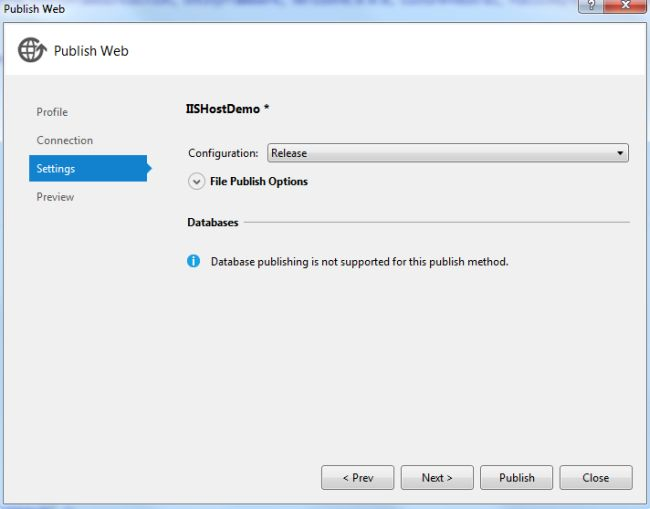 Publish Web
?
Publish Web
Profile
Connection
Settings
Preview
IISHostDemo *
Configuration: Release
File Publish Options
Databases
Database publishing is not supported for this publish method.
< Prev Next > Publish Close